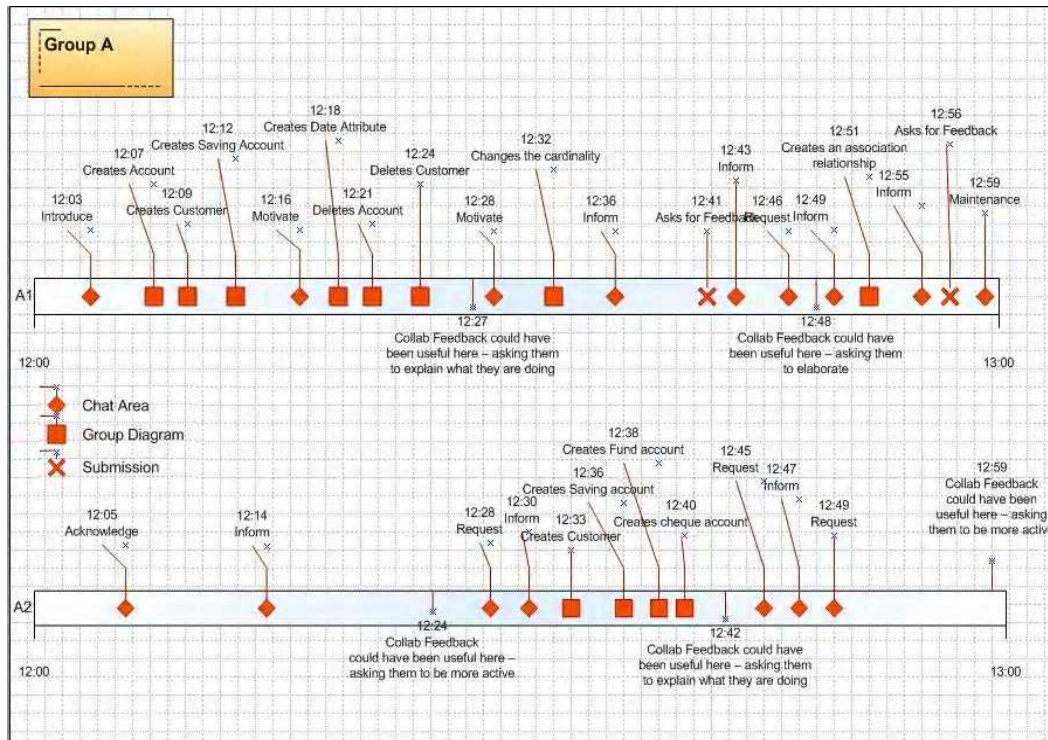 Group A
12:03
Introduce
12:07
Creates Account
12:09
Creates Customer
12:12
Creates Saving Account
12:16
Motivate
12:18
Creates Date Attribute
12:21
Deletes Account
12:24
Deletes Customer
12:28
Motivate
12:32
Changes the cardinality
12:36
Inform
12:41
Asks for Feedback
12:43
Inform
12:46
Request
12:49
Inform
12:51
Creates an association
relationship
12:55
Inform
12:56
Asks for Feedback
12:59
Maintenance
A1
12:27
Collab Feedback could have
been useful here – asking them
to explain what they are doing
12:48
Collab Feedback could have
been useful here – asking them
to elaborate
12:00
13:00
Chat Area
Group Diagram
Submission
12:05
Acknowledge
12:14
Inform
12:28
Request
12:30
Inform
12:33
Creates Customer
12:36
Creates Saving account
12:38
Creates Fund account
12:40
Creates cheque account
12:45
Request
12:47
Inform
12:49
Request
12:59
Collab Feedback
could have been
useful here – asking
them to be more active
A2
12:24
Collab Feedback
could have been useful here –
asking them to be more active
12:42
Collab Feedback could have
been useful here – asking them
to explain what they are doing
12:00
13:00